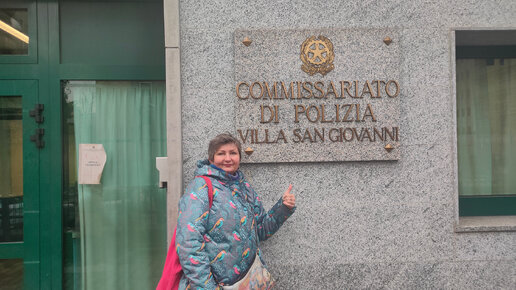 COMMISSARIATO
DI POLIZIA
VILLA SAN GIOVANNI